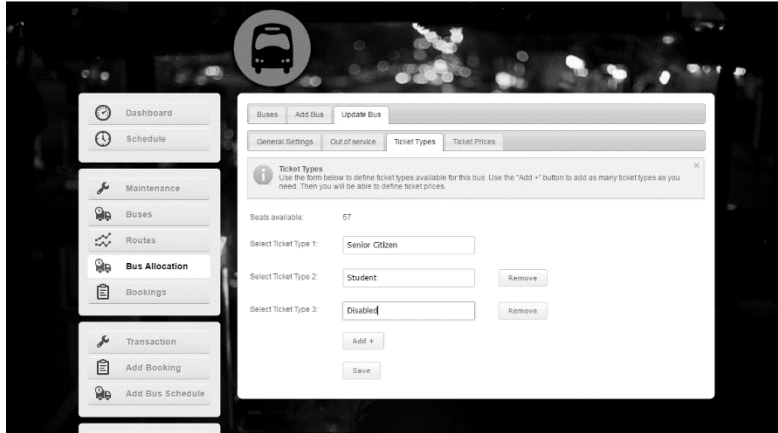 Dashboard
Schedule
Maintenance
Buses
Routes
Bus Allocation
Bookings
Transaction
Add Booking
Add Bus Schedule
Buses Add Bus Update Bus
General Settings Out of service Ticket Types Ticket Prices
Ticket Types
Use the form below to define ticket types available for this bus. Use the "Add +" button to add as many ticket types as you
need. Then you will be able to define ticket prices.
Seats available: 57
Select Ticket Type 1: Senior Citizen
Select Ticket Type 2: Student Remove
Select Ticket Type 3: Disabled Remove
Add +
Save